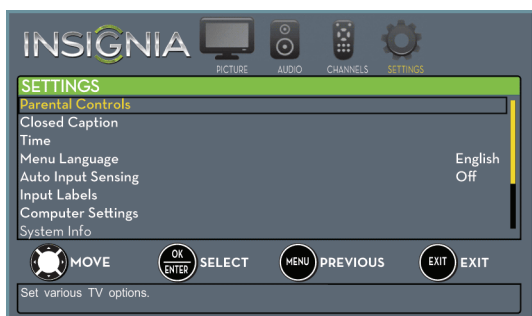 INSIGNIA
PICTURE AUDIO CHANNELS SETTINGS
SETTINGS
Parental Controls
Closed Caption
Time
Menu Language English
Auto Input Sensing Off
Input Labels
Computer Settings
System Info
MOVE OK ENTER SELECT MENU PREVIOUS EXIT EXIT
Set various TV options.